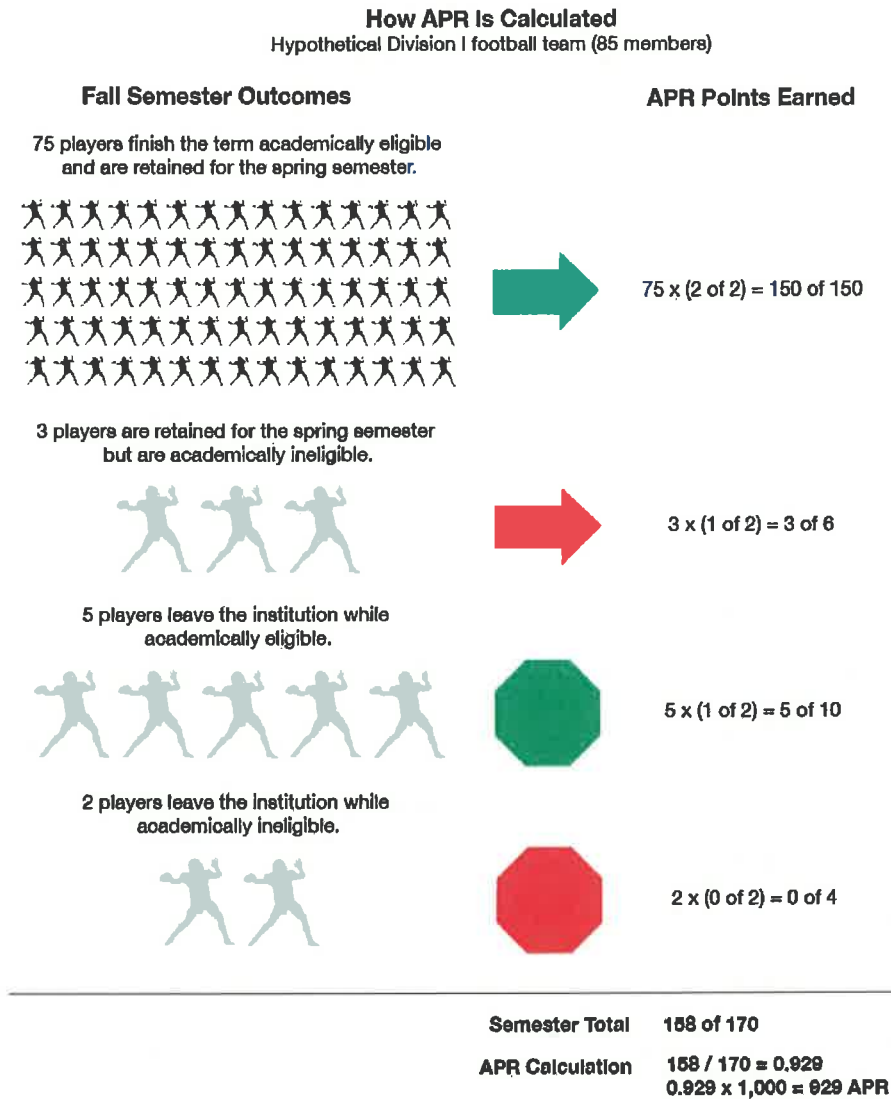 How APR Is Calculated
Hypothetical Division I football team (85 members)
Fall Semester Outcomes
APR Points Earned
75 players finish the term academically eligible
and are retained for the spring semester.
75 x (2 of 2) = 150 of 150
3 players are retained for the spring semester
but are academically ineligible.
3 x (1 of 2) = 3 of 6
5 players leave the institution while
academically eligible.
5 x (1 of 2) = 5 of 10
2 players leave the institution while
academically ineligible.
2 x (0 of 2) = 0 of 4
Semester Total 158 of 170
APR Calculation 158 / 170 = 0.929
0.929 x 1,000 = 929 APR